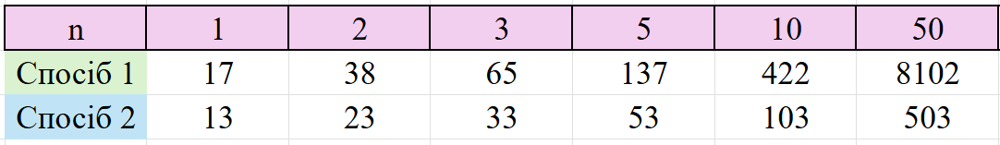 n 1 2 3 5 10 50
Спосіб 1 17 38 65 137 422 8102
Спосіб 2 13 23 33 53 103 503